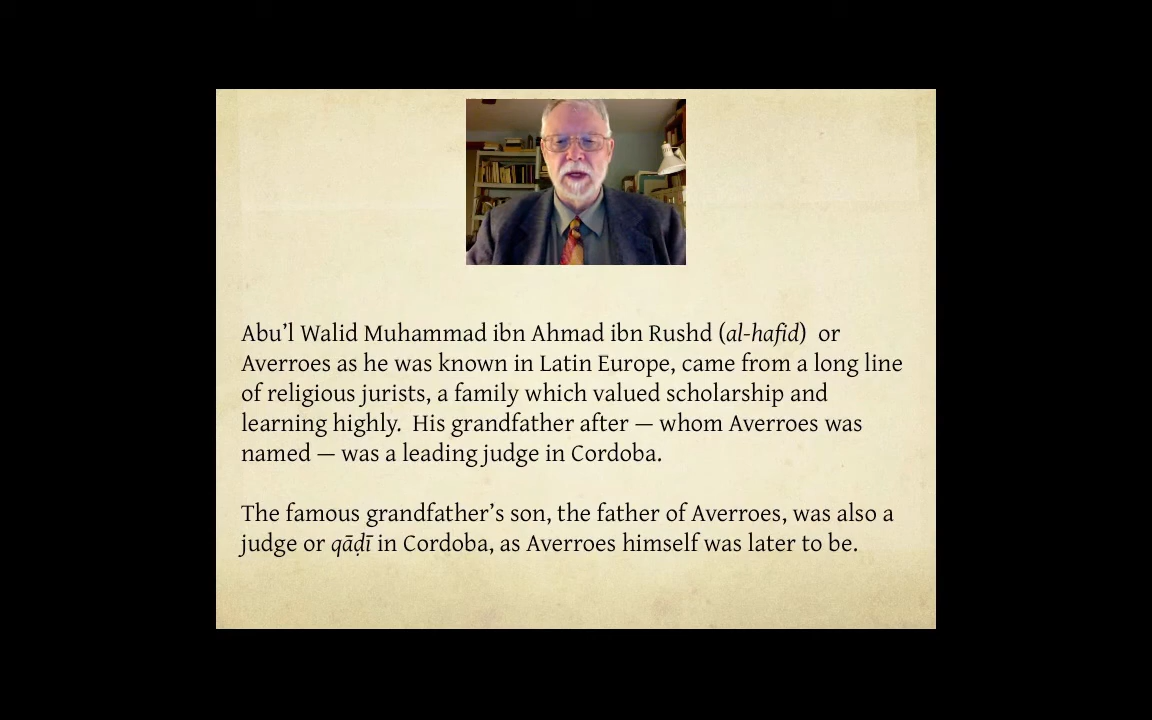 Abu’l Walid Muhammad ibn Ahmad ibn Rushd (al-hafid)  or
Averroes as he was known in Latin Europe, came from a long line
of religious jurists, a family which valued scholarship and
learning highly.  His grandfather after — whom Averroes was
named — was a leading judge in Cordoba.
The famous grandfather’s son, the father of Averroes, was also a
judge or qāḍī in Cordoba, as Averroes himself was later to be.